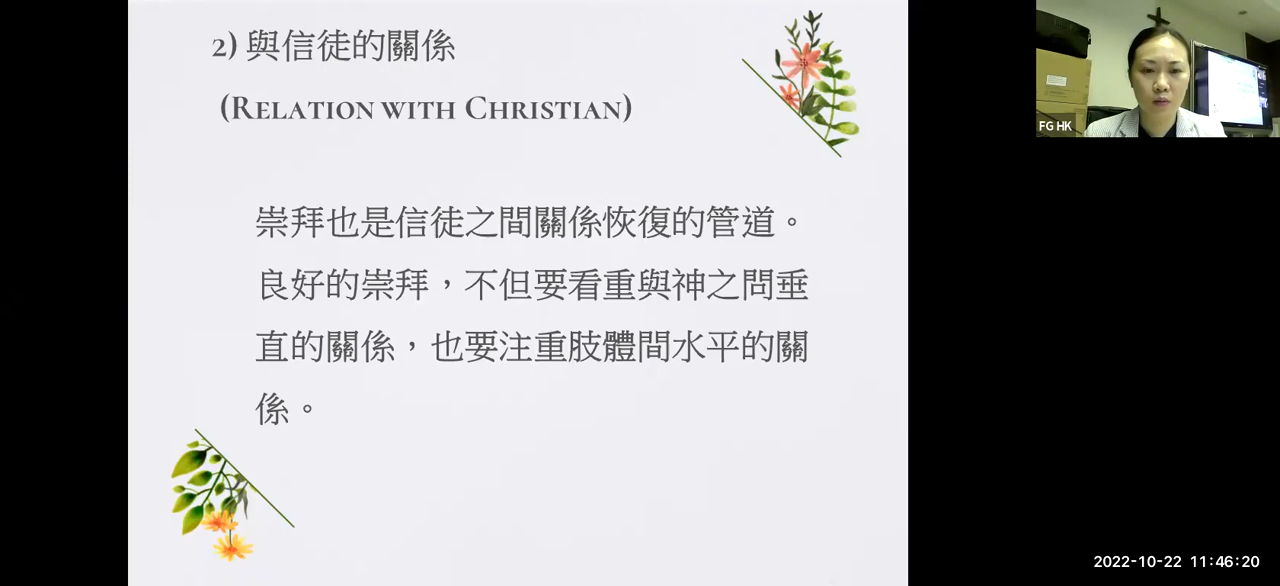 2) 與信徒的關係
(Relation with Christian)
崇拜也是信徒之間關係恢復的管道。
良好的崇拜，不但要看重與神之問垂
直的關係，也要注重肢體間水平的關
係。
FG HK
2022-10-22 11:46:20